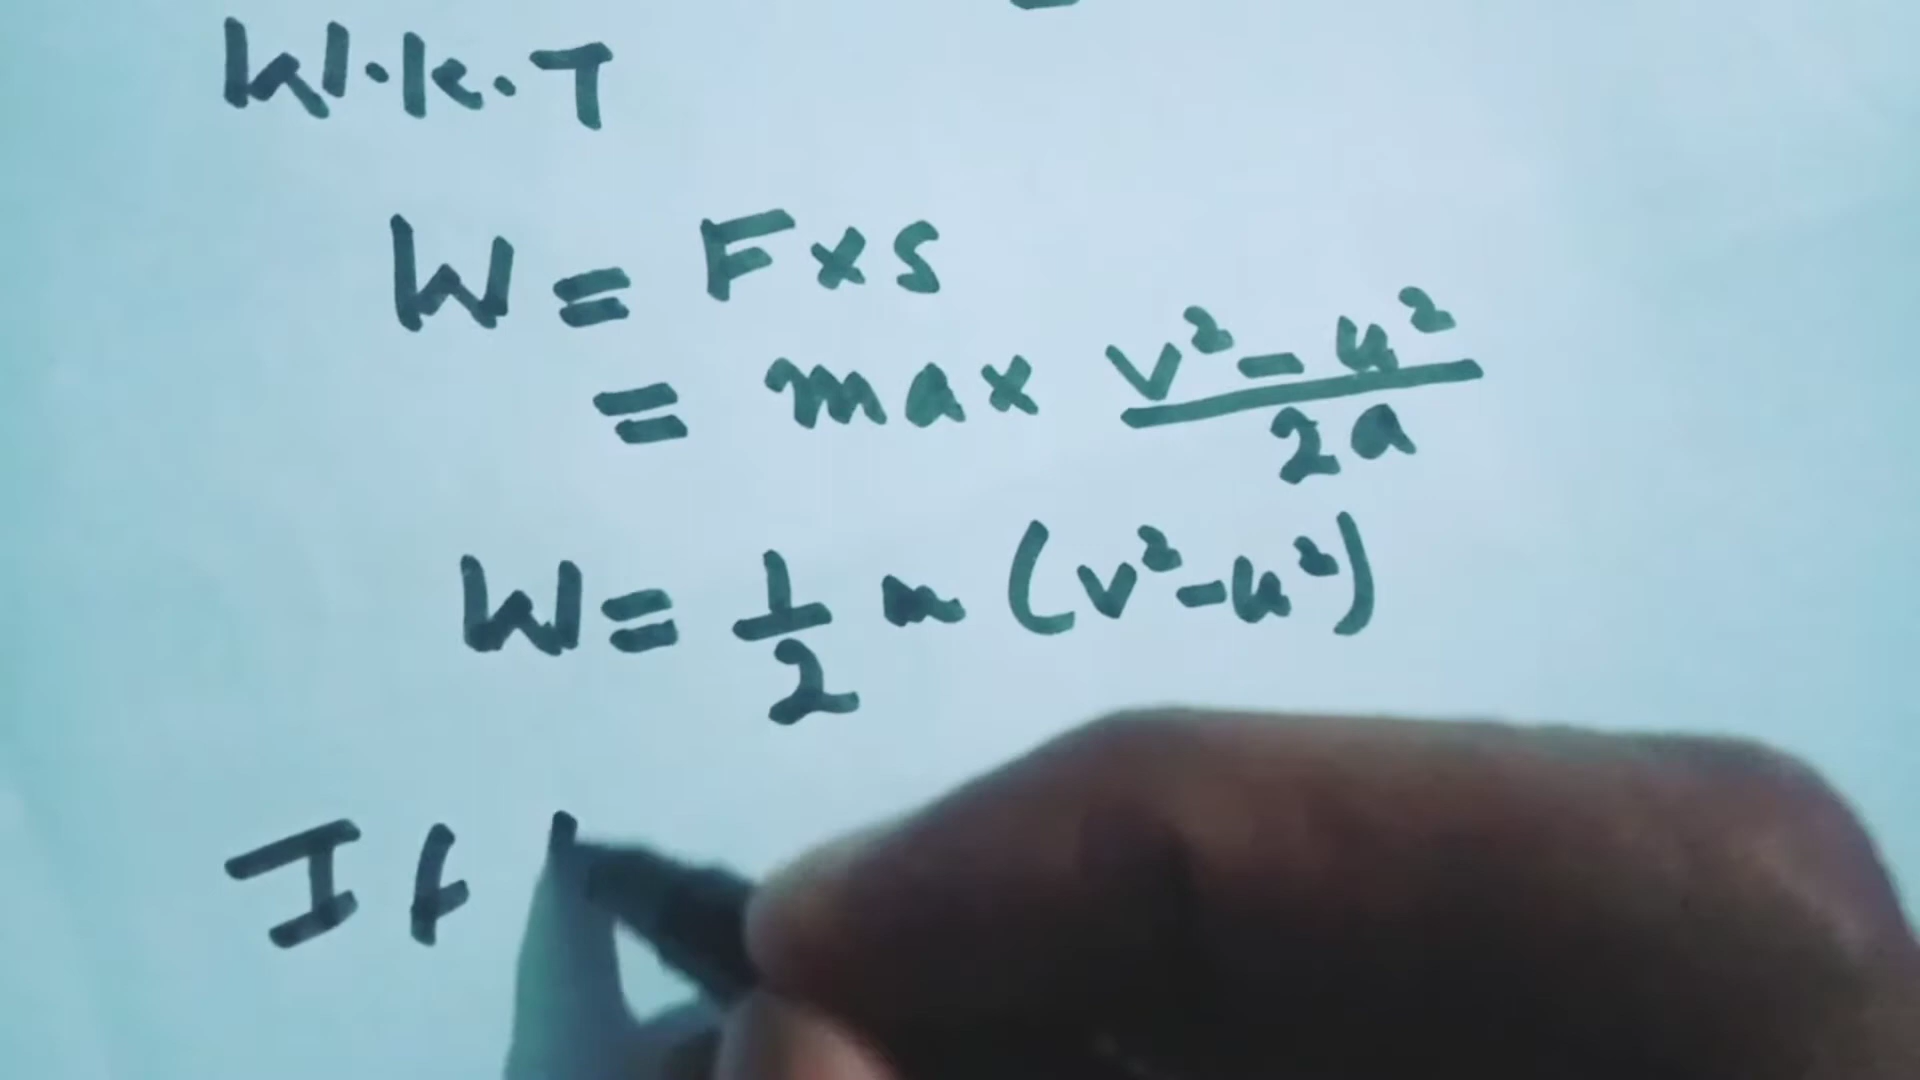 W.K.T
W = F × S
= ma × v² - u² / 2a
W = 1/2 m (v² - u²)
If